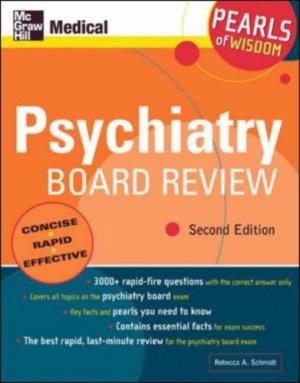 Mc
Graw
Hill
Medical
PEARLS
of WISDOM
Psychiatry
BOARD REVIEW
Second Edition
CONCISE
RAPID
EFFECTIVE
3000+ rapid-fire questions with the correct answer only
Covers all topics on the psychiatry board exam
Key facts and pearls you need to know
Contains essential facts for exam success
The best rapid, last-minute review for the psychiatry board exam
Rebecca A. Schmidt